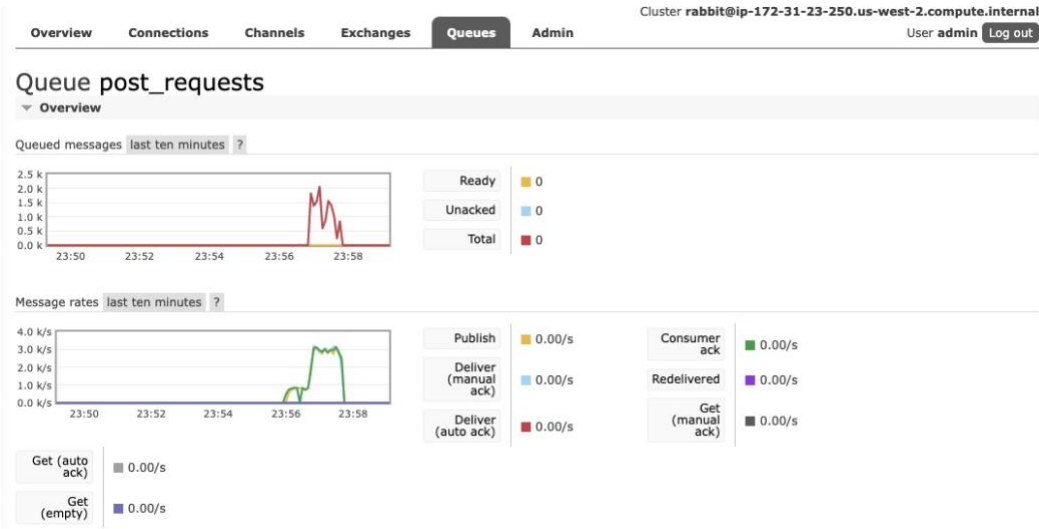 Cluster rabbit@ip-172-31-23-250.us-west-2.compute.internal
Overview Connections Channels Exchanges Queues Admin User admin Log out
Queue post_requests
Overview
Queued messages last ten minutes ?
2.5 k
2.0 k
1.5 k
1.0 k
0.5 k
0.0 k
23:50 23:52 23:54 23:56 23:58
Ready 0
Unacked 0
Total 0
Message rates last ten minutes ?
4.0 k/s
3.0 k/s
2.0 k/s
1.0 k/s
0.0 k/s
23:50 23:52 23:54 23:56 23:58
Publish 0.00/s
Deliver
(manual
ack) 0.00/s
Deliver
(auto ack) 0.00/s
Consumer
ack 0.00/s
Redelivered 0.00/s
Get
(manual
ack) 0.00/s
Get (auto
ack) 0.00/s
Get
(empty) 0.00/s